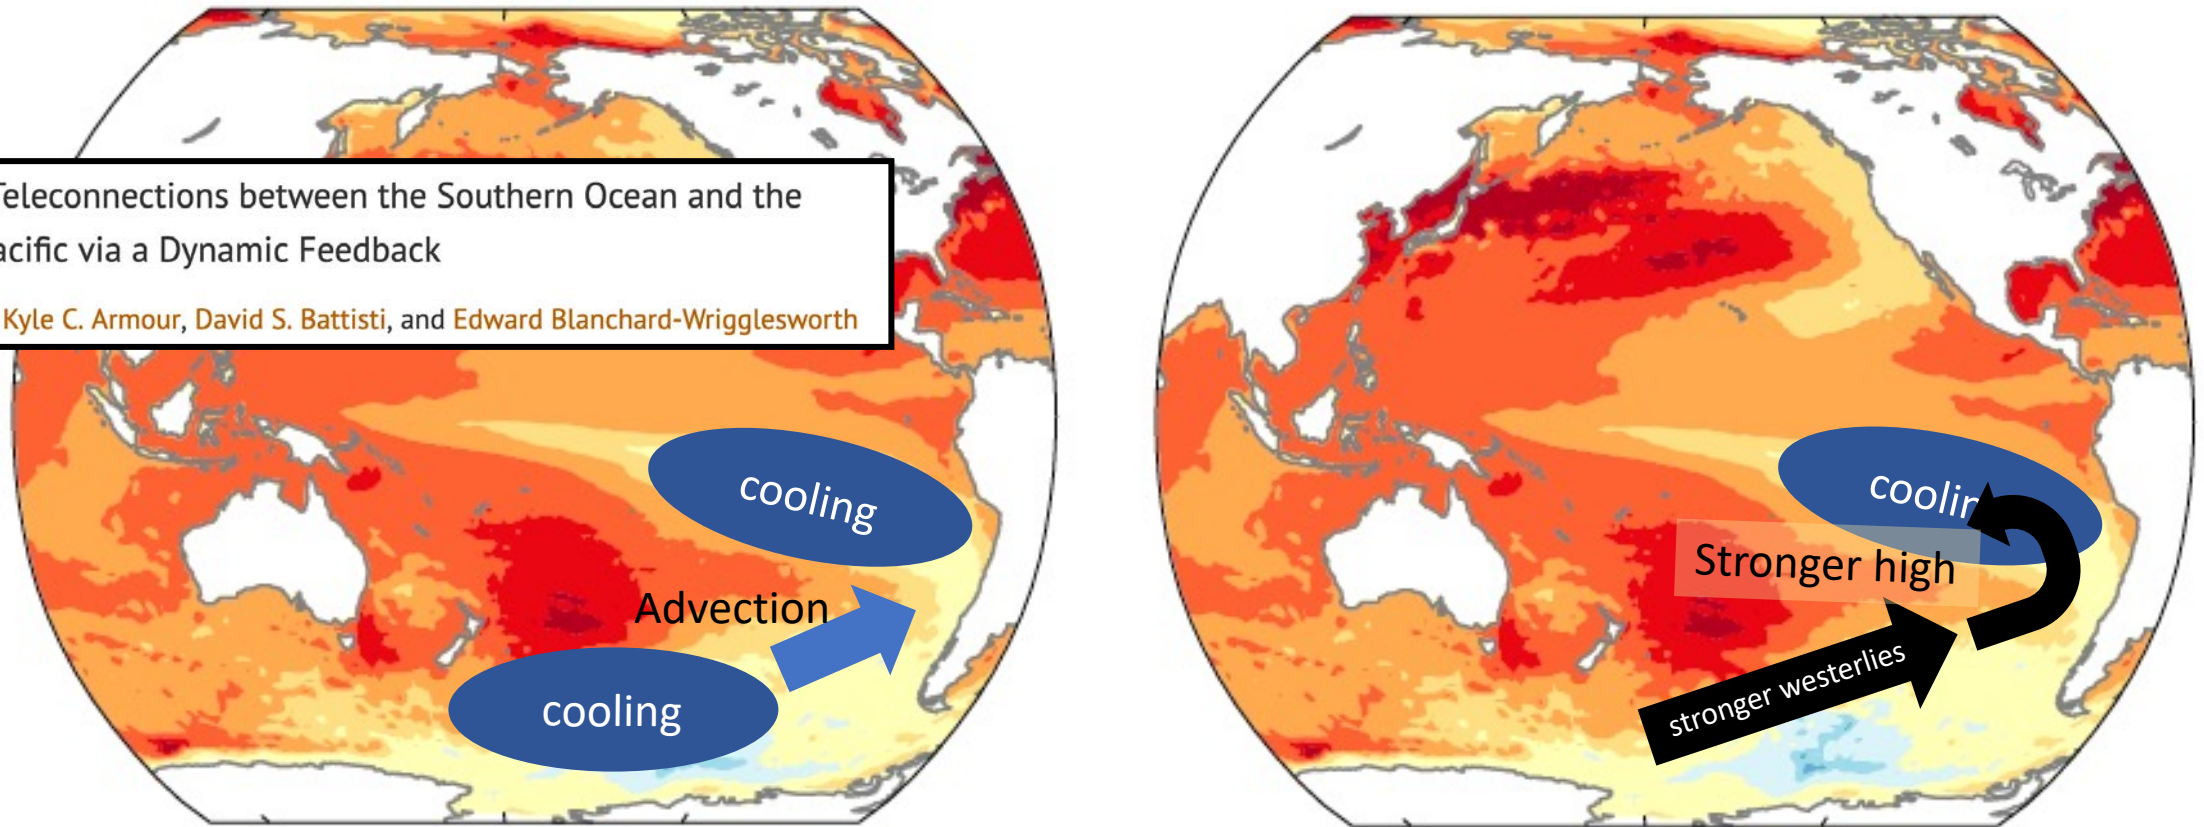 Teleconnections between the Southern Ocean and the
acific via a Dynamic Feedback
Kyle C. Armour, David S. Battisti, and Edward Blanchard-Wrigglesworth
cooling
Advection
cooling
coolin
Stronger high
stronger westerlies